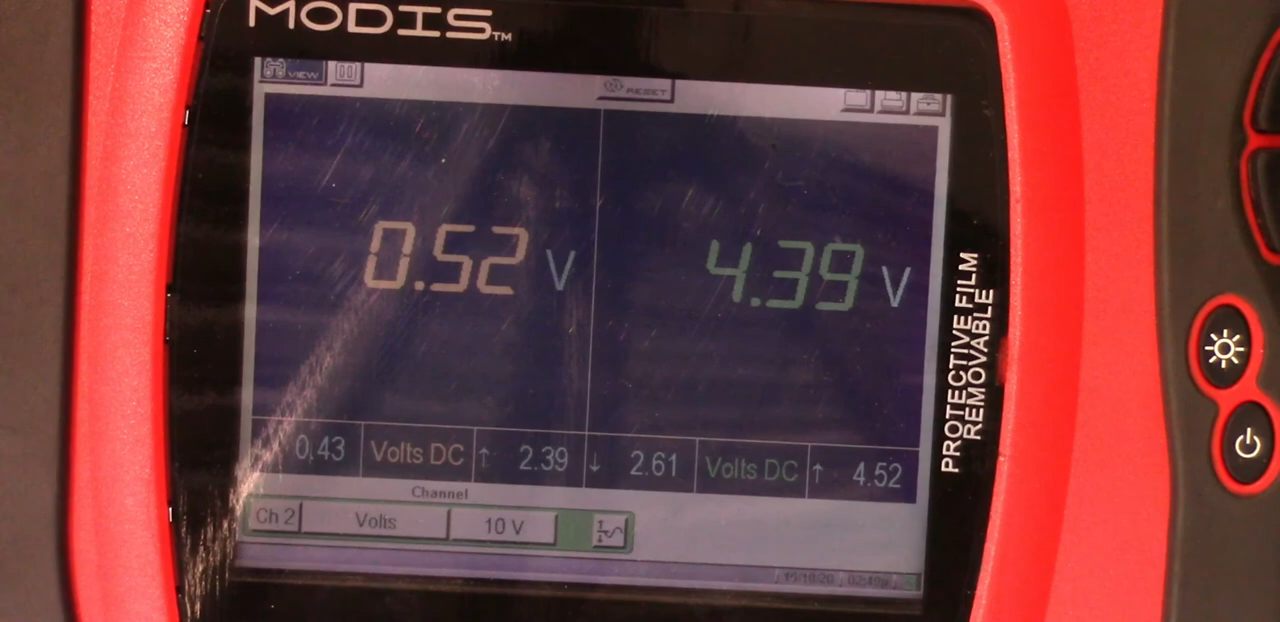 MODIS™
VIEW
RESET
0.52 V
4.39 V
0.43 Volts DC ↑ 2.39 ↓ 2.61 Volts DC ↑ 4.52
Channel
Ch 2 Volts 10 V
PROTECTIVE FILM
REMOVABLE